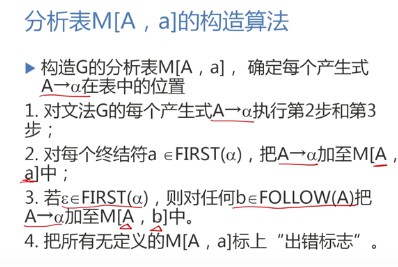 分析表M[A，a]的构造算法
▶ 构造G的分析表M[A，a]，确定每个产生式
A→α在表中的位置
1. 对文法G的每个产生式A→α执行第2步和第3
步；
2. 对每个终结符a ∈FIRST(α)，把A→α加至M[A，
a]中；
3. 若ε∈FIRST(α)，则对任何b∈FOLLOW(A)把
A→α加至M[A，b]中。
4. 把所有无定义的M[A，a]标上“出错标志”。